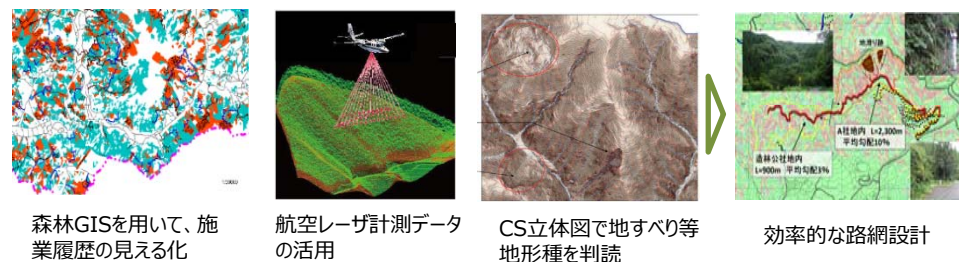 地滑り跡
A社地内 L=2,300m
平均勾配10%
造林公社地内
L=900m 平均勾配3%
森林GISを用いて、施
業履歴の見える化
航空レーザ計測データ
の活用
CS立体図で地すべり等
地形種を判読
効率的な路網設計